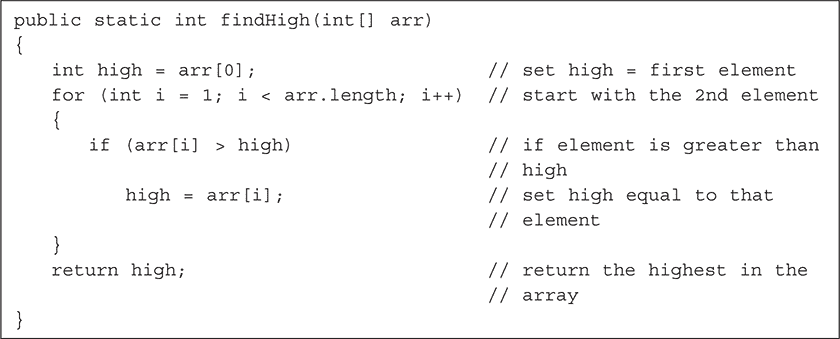 public static int findHigh(int[] arr)
{
   int high = arr[0];                   // set high = first element
   for (int i = 1; i < arr.length; i++)  // start with the 2nd element
   {
      if (arr[i] > high)                // if element is greater than
                                        // high
         high = arr[i];                 // set high equal to that
                                        // element
   }
   return high;                         // return the highest in the
                                        // array
}